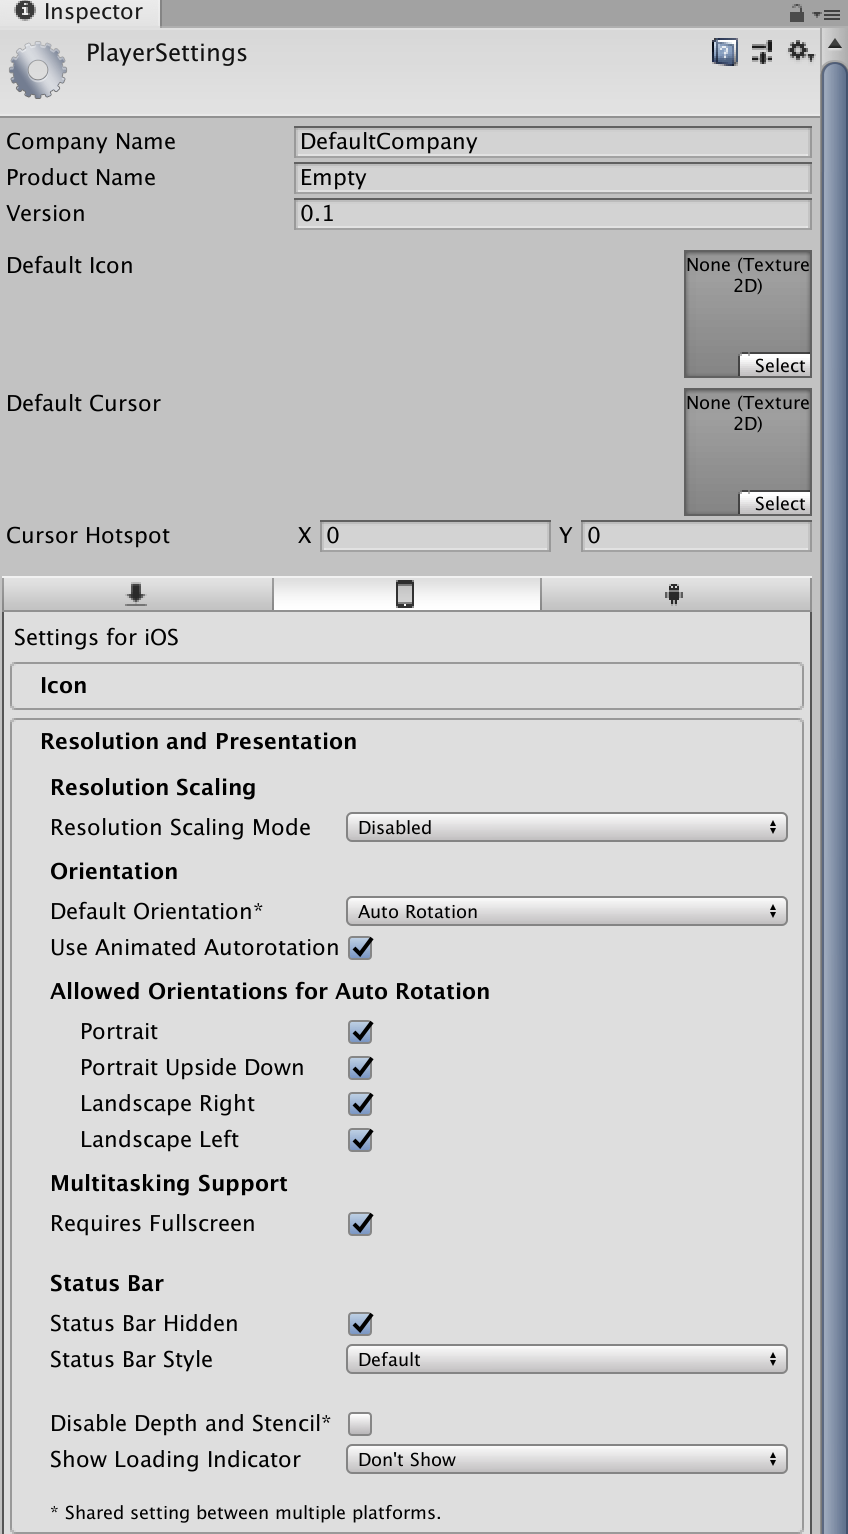 Inspector
PlayerSettings
Company Name DefaultCompany
Product Name Empty
Version 0.1
Default Icon None (Texture
2D)
Select
Default Cursor None (Texture
2D)
Select
Cursor Hotspot X 0 Y 0
Settings for iOS
Icon
Resolution and Presentation
Resolution Scaling
Resolution Scaling Mode Disabled
Orientation
Default Orientation* Auto Rotation
Use Animated Autorotation
Allowed Orientations for Auto Rotation
Portrait
Portrait Upside Down
Landscape Right
Landscape Left
Multitasking Support
Requires Fullscreen
Status Bar
Status Bar Hidden
Status Bar Style Default
Disable Depth and Stencil*
Show Loading Indicator Don't Show
* Shared setting between multiple platforms.